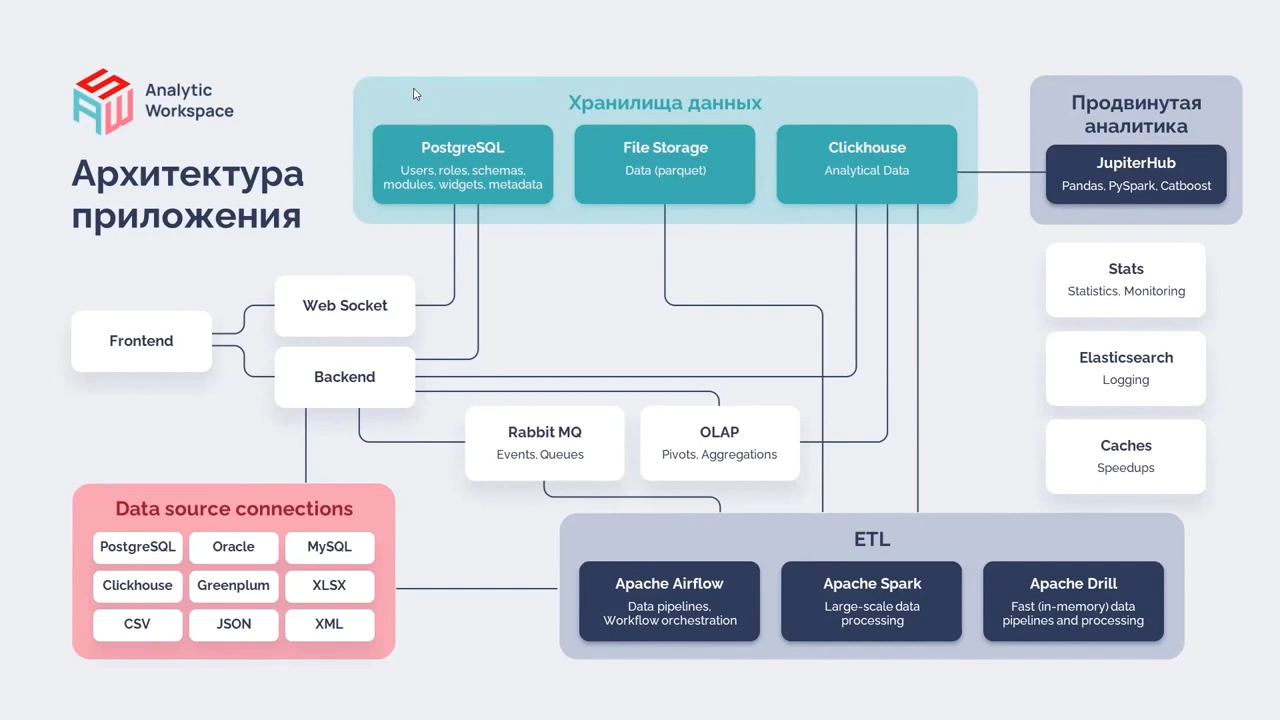 Analytic
Workspace
Архитектура
приложения
Хранилища данных
PostgreSQL
Users, roles, schemas,
modules, widgets, metadata
File Storage
Data (parquet)
Clickhouse
Analytical Data
Продвинутая
аналитика
JupiterHub
Pandas, PySpark, Catboost
Stats
Statistics, Monitoring
Elasticsearch
Logging
Caches
Speedups
Frontend
Web Socket
Backend
Rabbit MQ
Events, Queues
OLAP
Pivots, Aggregations
Data source connections
PostgreSQL
Oracle
MySQL
Clickhouse
Greenplum
XLSX
CSV
JSON
XML
ETL
Apache Airflow
Data pipelines,
Workflow orchestration
Apache Spark
Large-scale data
processing
Apache Drill
Fast (in-memory) data
pipelines and processing